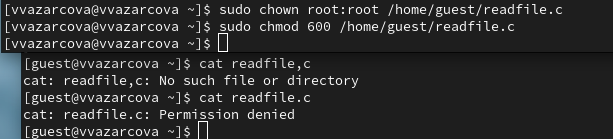 [vvazarcova@vvazarcova ~]$ sudo chown root:root /home/guest/readfile.c
[vvazarcova@vvazarcova ~]$ sudo chmod 600 /home/guest/readfile.c
[vvazarcova@vvazarcova ~]$
[guest@vvazarcova ~]$ cat readfile,c
cat: readfile,c: No such file or directory
[guest@vvazarcova ~]$ cat readfile.c
cat: readfile.c: Permission denied
[guest@vvazarcova ~]$